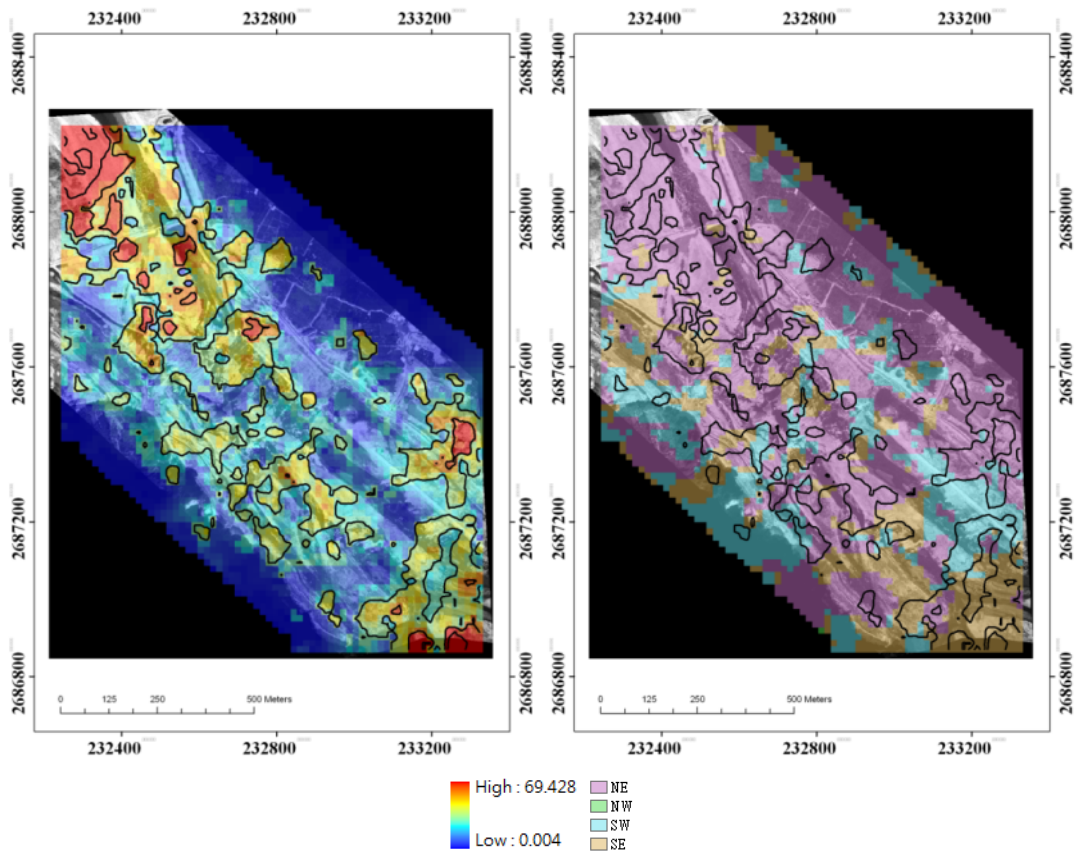 232400 232800 233200 232400 232800 233200
2688400 2688400 2688400 2688400
2688000 2688000 2688000 2688000
2687600 2687600 2687600 2687600
2687200 2687200 2687200 2687200
2686800 2686800 2686800 2686800
0 125 250 500 Meters 0 125 250 500 Meters
232400 232800 233200 232400 232800 233200
High : 69.428
Low : 0.004
NE
NW
SW
SE